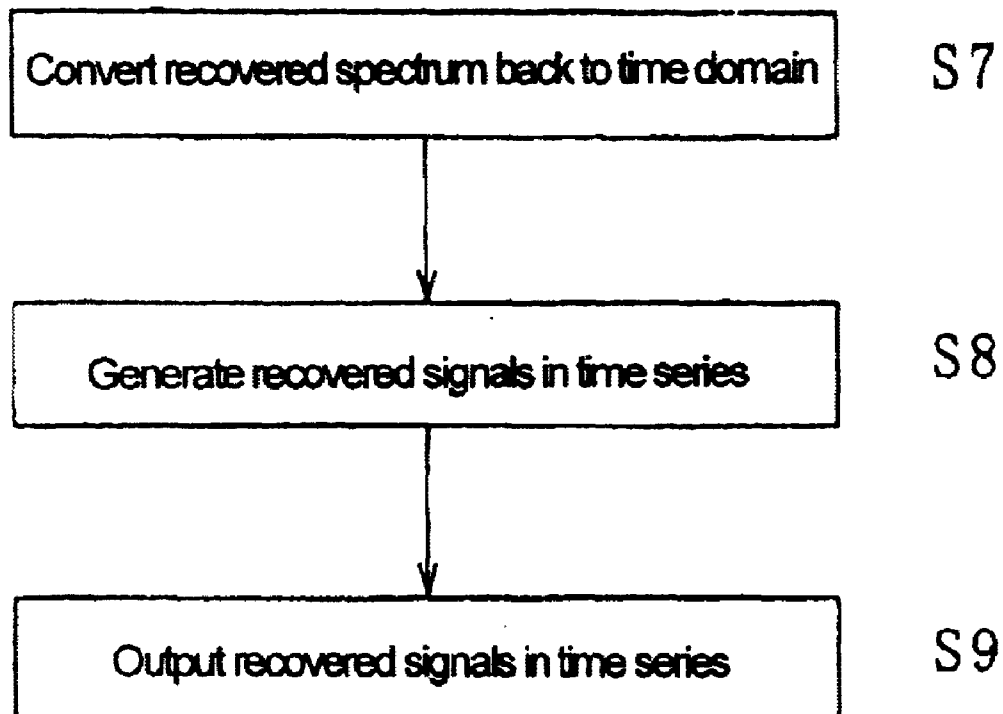 Convert recovered spectrum back to time domain S7
Generate recovered signals in time series S8
Output recovered signals in time series S9